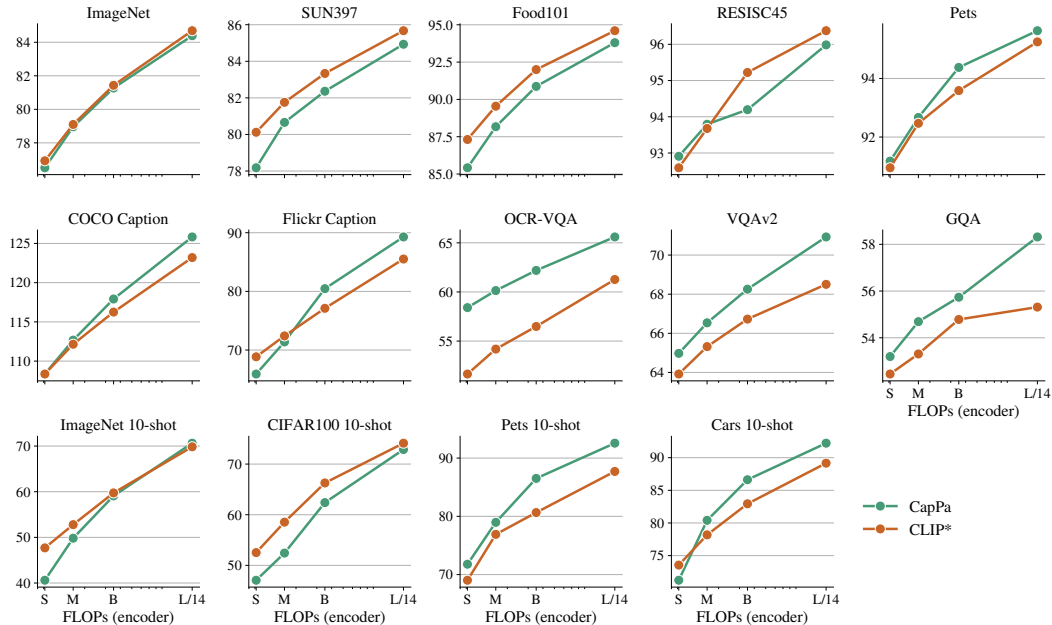 ImageNet
SUN397
Food101
RESISC45
Pets
84
82
80
78
86
84
82
80
78
95.0
92.5
90.0
87.5
85.0
96
95
94
93
94
92
COCO Caption
Flickr Caption
OCR-VQA
VQAv2
GQA
125
120
115
110
90
80
70
65
60
55
70
68
66
64
58
56
54
S M B L/14
FLOPs (encoder)
ImageNet 10-shot
CIFAR100 10-shot
Pets 10-shot
Cars 10-shot
70
60
50
40
70
60
50
90
80
70
90
85
80
75
CapPa
CLIP*
S M B L/14
FLOPs (encoder)
S M B L/14
FLOPs (encoder)
S M B L/14
FLOPs (encoder)
S M B L/14
FLOPs (encoder)